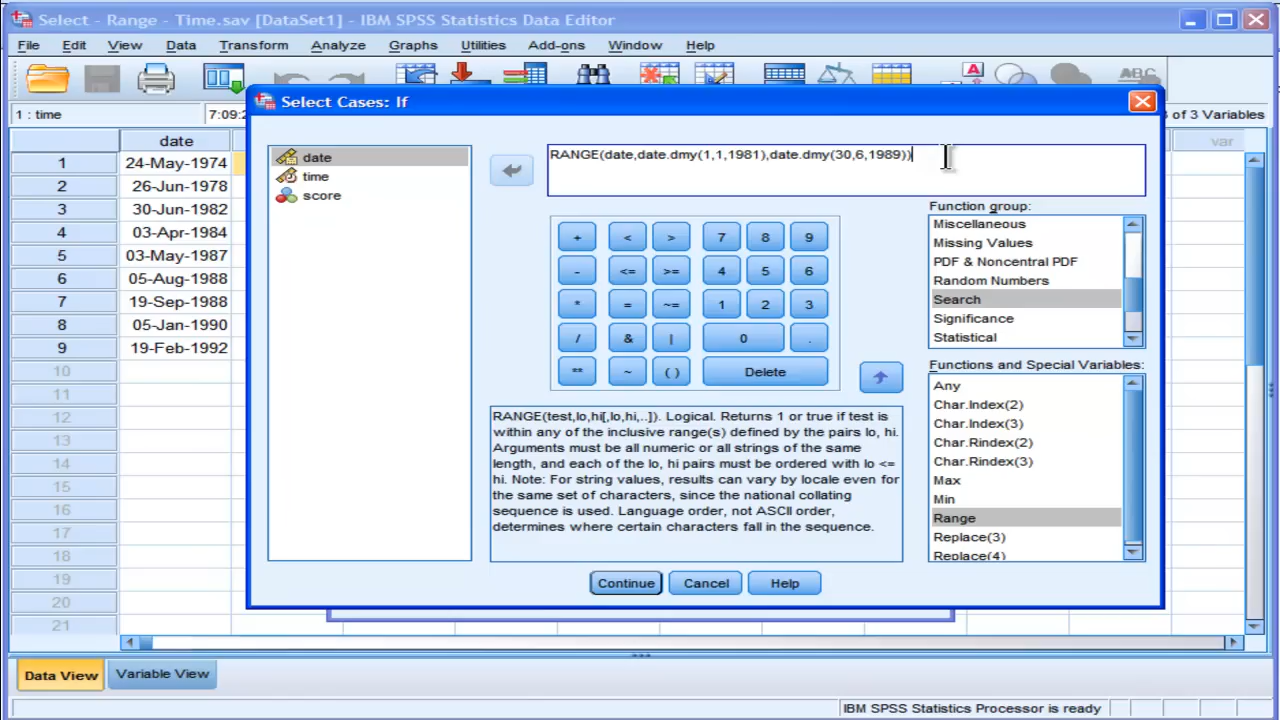 Select - Range - Time.sav [DataSet1] - IBM SPSS Statistics Data Editor
File Edit View Data Transform Analyze Graphs Utilities Add-ons Window Help
ABC
Select Cases: If
1 : time
of 3 Variables
date
var
1 24-May-1974
2 26-Jun-1978
3 30-Jun-1982
4 03-Apr-1984
5 03-May-1987
6 05-Aug-1988
7 19-Sep-1988
8 05-Jan-1990
9 19-Feb-1992
10
11
12
13
14
15
16
17
18
19
20
21
date
time
score
RANGE(date,date.dmy(1,1,1981),date.dmy(30,6,1989))
+ < > 7 8 9
- <= >= 4 5 6
* = ~= 1 2 3
/ & | 0 .
** ~ ( ) Delete
Function group:
Miscellaneous
Missing Values
PDF & Noncentral PDF
Random Numbers
Search
Significance
Statistical
Functions and Special Variables:
Any
Char.Index(2)
Char.Index(3)
Char.Rindex(2)
Char.Rindex(3)
Max
Min
Range
Replace(3)
Replace(4)
RANGE(test,lo,hi[,lo,hi,..]). Logical. Returns 1 or true if test is
within any of the inclusive range(s) defined by the pairs lo, hi.
Arguments must be all numeric or all strings of the same
length, and each of the lo, hi pairs must be ordered with lo <=
hi. Note: For string values, results can vary by locale even for
the same set of characters, since the national collating
sequence is used. Language order, not ASCII order,
determines where certain characters fall in the sequence.
Continue Cancel Help
Data View Variable View
IBM SPSS Statistics Processor is ready